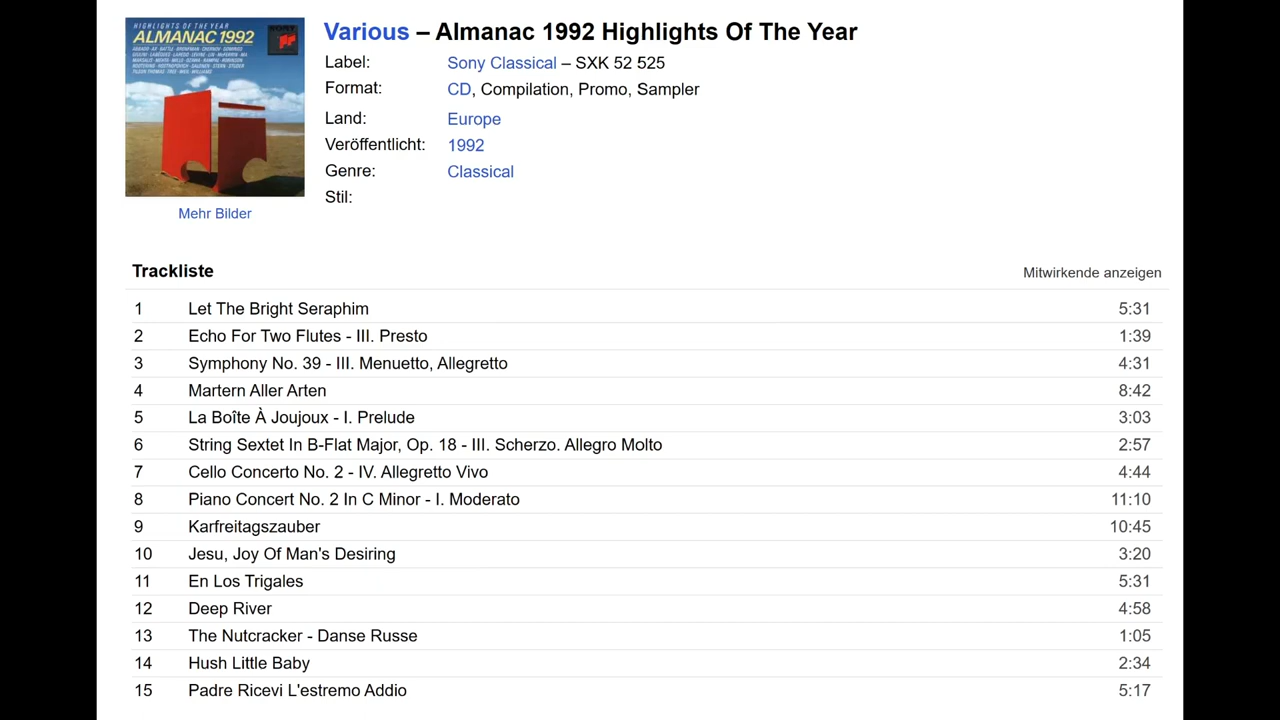 HIGHLIGHTS OF THE YEAR
ALMANAC 1992
SONY
Various – Almanac 1992 Highlights Of The Year
Label: Sony Classical – SXK 52 525
Format: CD, Compilation, Promo, Sampler
Land: Europe
Veröffentlicht: 1992
Genre: Classical
Stil:
Mehr Bilder
Trackliste Mitwirkende anzeigen
1 Let The Bright Seraphim 5:31
2 Echo For Two Flutes - III. Presto 1:39
3 Symphony No. 39 - III. Menuetto, Allegretto 4:31
4 Martern Aller Arten 8:42
5 La Boîte À Joujoux - I. Prelude 3:03
6 String Sextet In B-Flat Major, Op. 18 - III. Scherzo. Allegro Molto 2:57
7 Cello Concerto No. 2 - IV. Allegretto Vivo 4:44
8 Piano Concert No. 2 In C Minor - I. Moderato 11:10
9 Karfreitagszauber 10:45
10 Jesu, Joy Of Man's Desiring 3:20
11 En Los Trigales 5:31
12 Deep River 4:58
13 The Nutcracker - Danse Russe 1:05
14 Hush Little Baby 2:34
15 Padre Ricevi L'estremo Addio 5:17